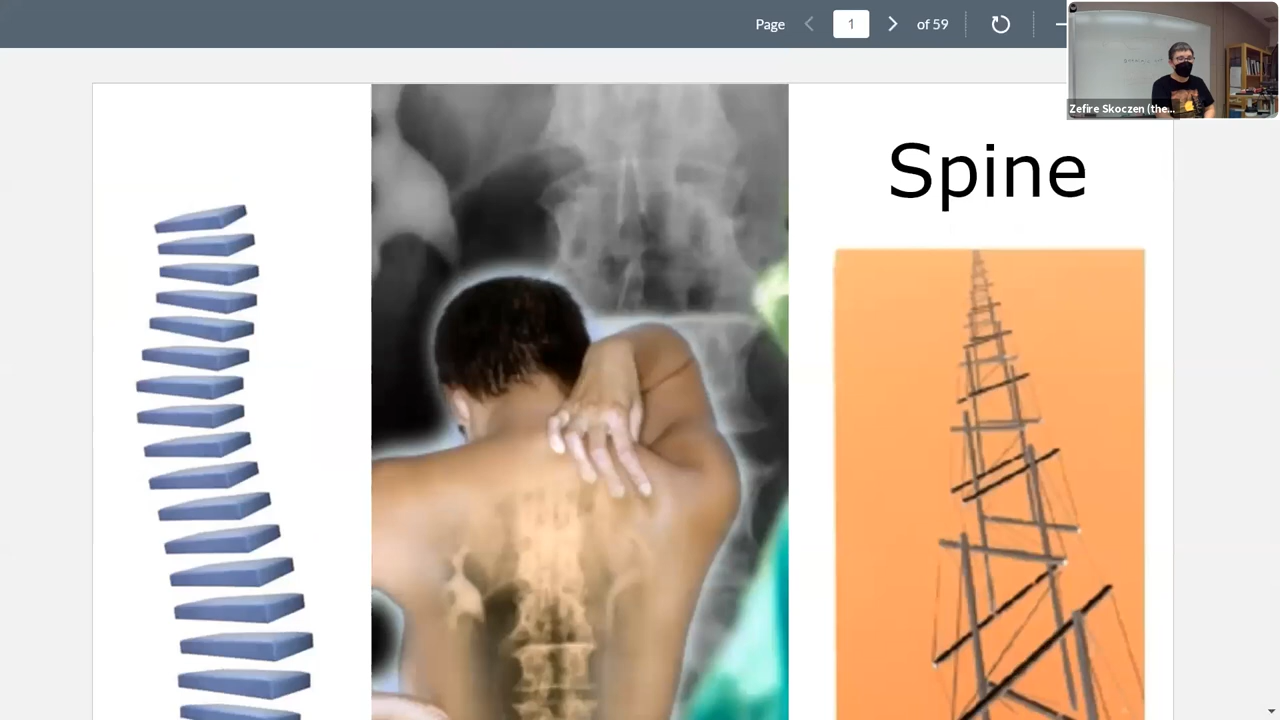 Page 1 of 59
Zefire Skoczen (the...
Spine